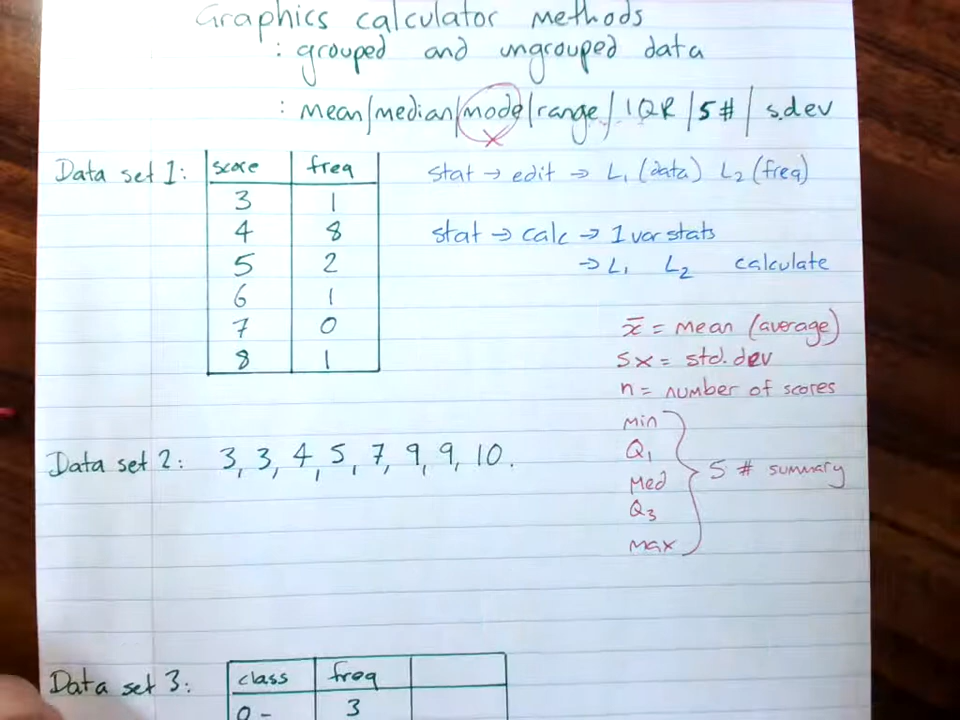 Graphics calculator methods
: grouped and ungrouped data
: mean/median/mode/range/IQR/5#/s.dev
Data set 1: score freq
3 1
4 8
5 2
6 1
7 0
8 1
stat → edit → L₁ (data) L₂ (freq)
stat → calc → 1 var stats
→ L₁ L₂ calculate
x̄ = mean (average)
Sx = std.dev
n = number of scores
Min
Q₁
Med
Q₃
Max
5 # summary
Data set 2: 3, 3, 4, 5, 7, 9, 9, 10.
Data set 3: class freq
0- 3